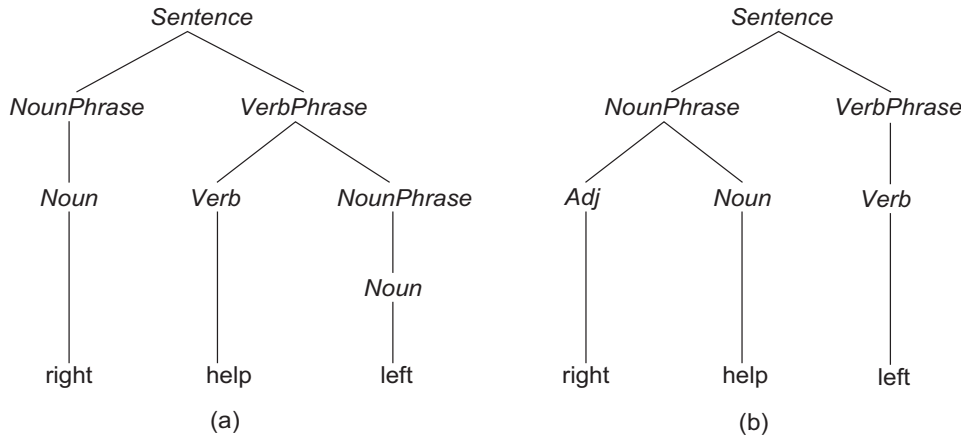 Sentence Sentence
NounPhrase VerbPhrase NounPhrase VerbPhrase
Noun Verb NounPhrase Adj Noun Verb
Noun
right help left right help left
(a) (b)